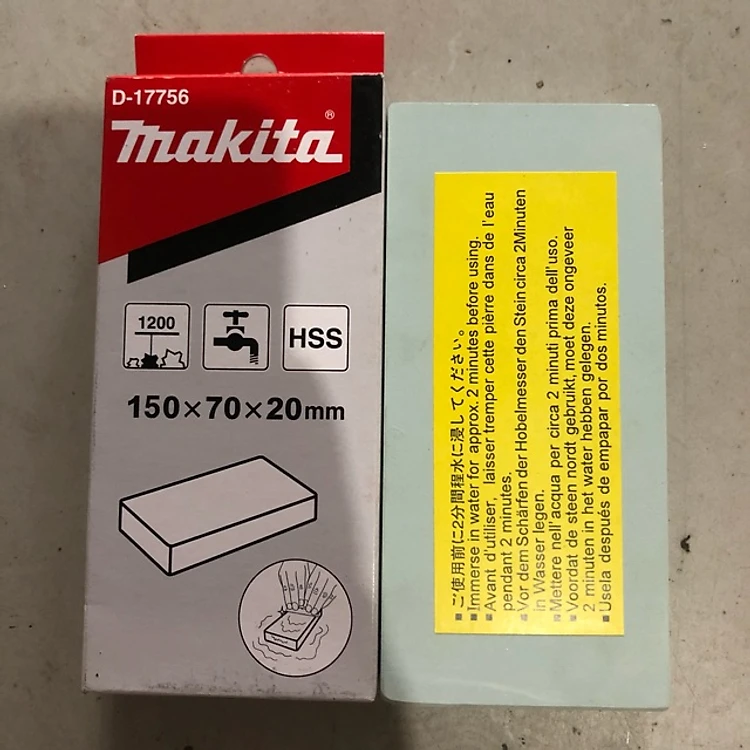 D-17756
makita®
1200
HSS
150×70×20mm
■ご使用前に2分間程水に浸してください。
■Immerse in water for approx. 2 minutes before using.
■Avant d'utiliser, laisser tremper cette pièrre dans de l'eau
pendant 2 minutes.
■Vor dem Schärfen der Hobelmesser den Stein circa 2Minuten
in Wasser legen.
■Mettere nell'acqua per circa 2 minuti prima dell'uso.
■Voordat de steen nordt gebruikt, moet deze ongeveer
2 minuten in het water hebben gelegen.
■Usela después de empapar por dos minutos.